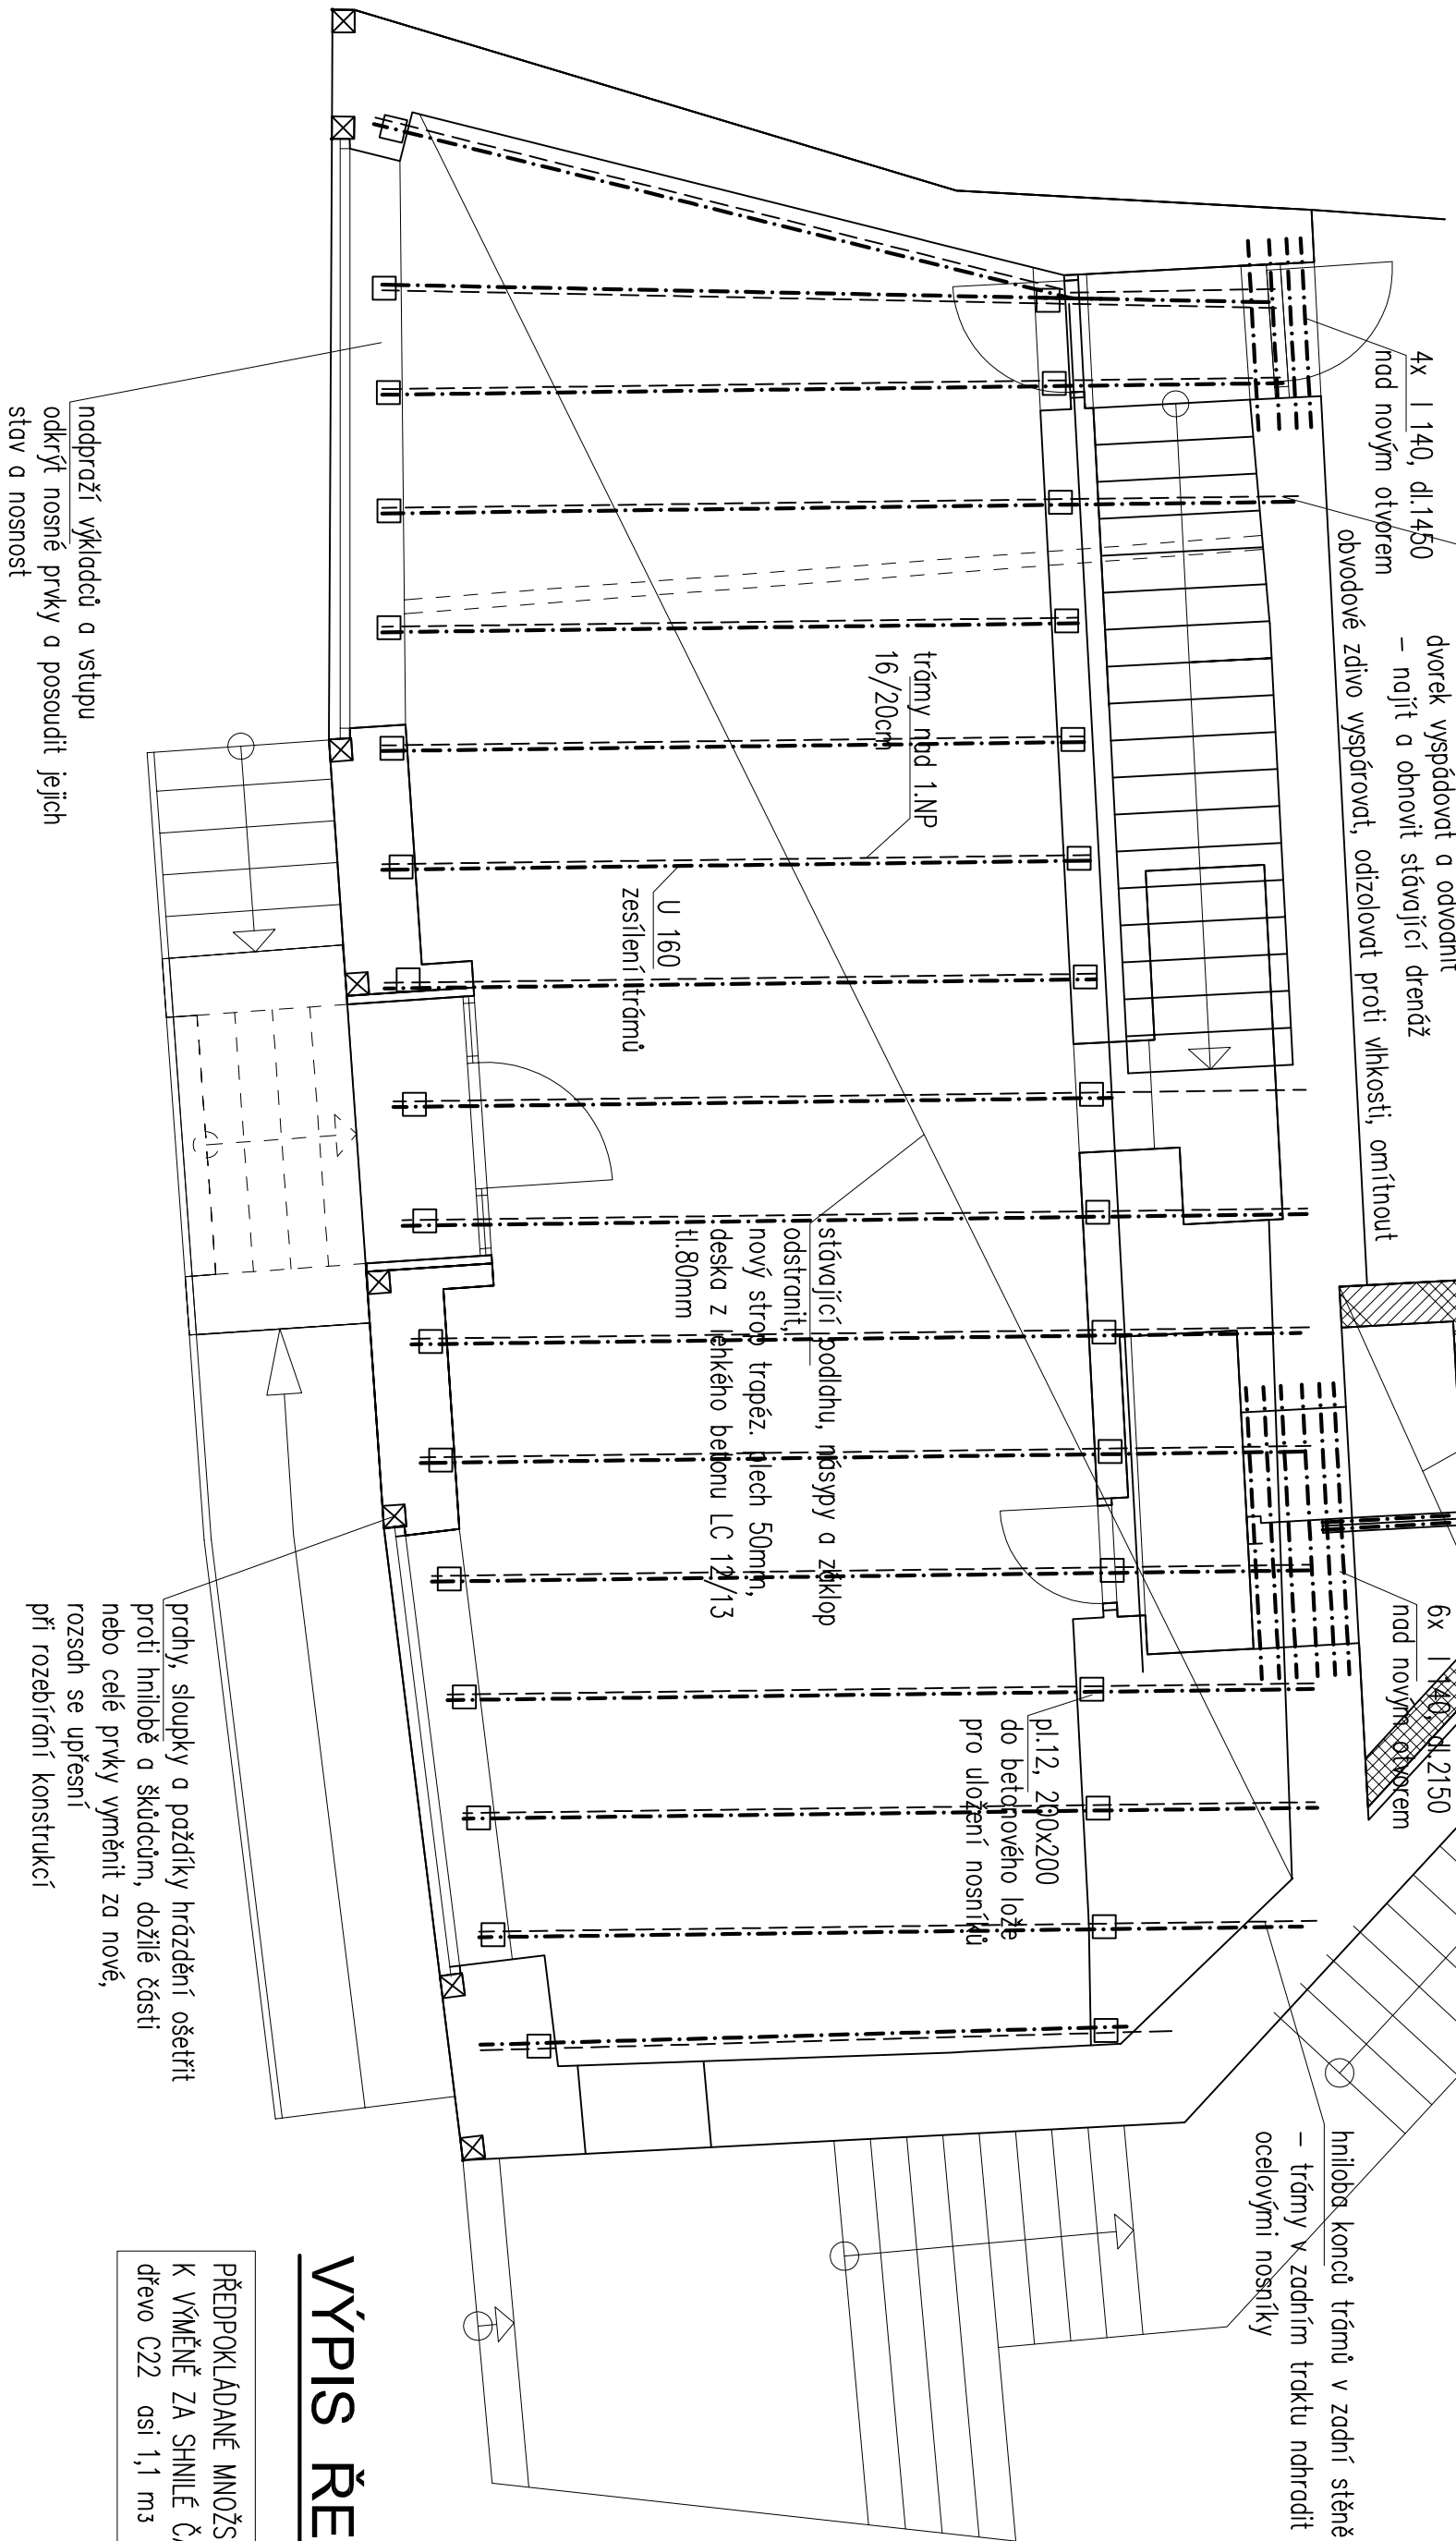 4x I 140, dl.1450
nad novým otvorem
dvorek vyspádovat a odvodnit
– najít a obnovit stávající drenáž
obvodové zdivo vyspárovat, odizolovat proti vlhkosti, omítnout
6x I 140, dl.2150
nad novým otvorem
hniloba konců trámů v zadní stěně
– trámy v zadním traktu nahradit
ocelovými nosníky
trámy nad 1.NP
16/20cm
U 160
zesílení trámů
stávající podlahu, násypy a záklop
odstranit,
nový strop trapéz. plech 50mm,
deska z lehkého betonu LC 12/13
tl.80mm
pl.12, 200x200
do betonového lože
pro uložení nosníků
nadpraží výkladců a vstupu
odkrýt nosné prvky a posoudit jejich
stav a nosnost
prahy, sloupky a paždíky hrázdění ošetřit
proti hnilobě a škůdcům, dožilé části
nebo celé prvky vyměnit za nové,
rozsah se upřesní
při rozebírání konstrukcí
VÝPIS ŘE
PŘEDPOKLÁDANÉ MNOŽS
K VÝMĚNĚ ZA SHNILÉ ČÁ
dřevo C22 asi 1,1 m3